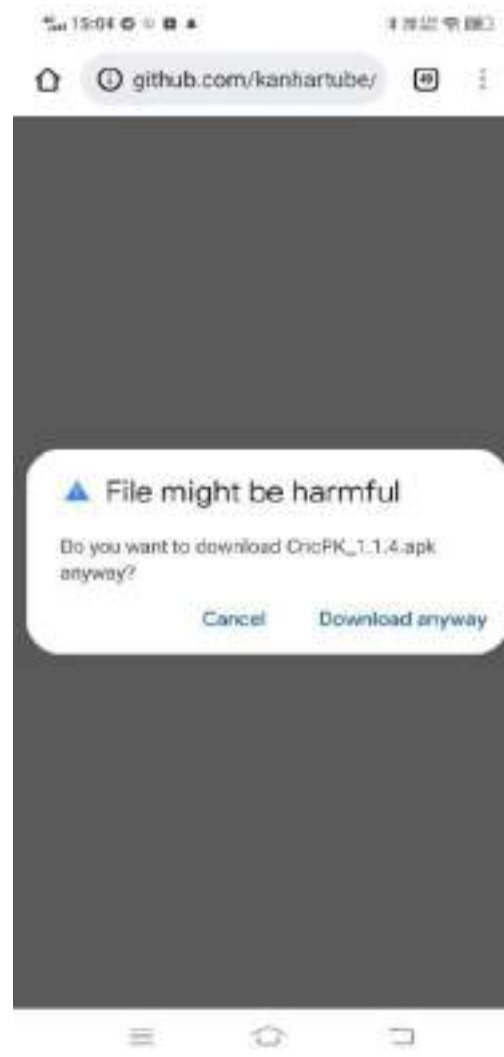 15:04
github.com/kanhartube/
49
File might be harmful
Do you want to download CricPK_1.1.4.apk
anyway?
Cancel Download anyway